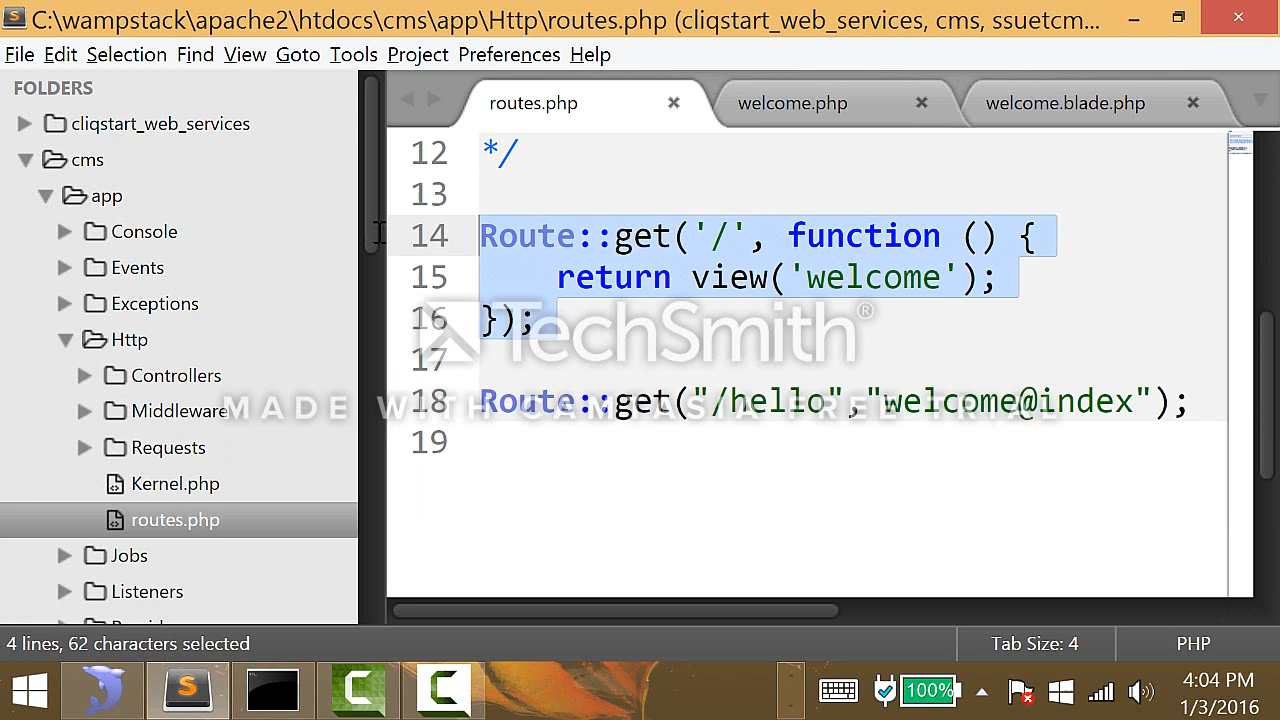 C:\wampstack\apache2\htdocs\cms\app\Http\routes.php (cliqstart_web_services, cms, ssuetcm...
File Edit Selection Find View Goto Tools Project Preferences Help
FOLDERS
cliqstart_web_services
cms
app
Console
Events
Exceptions
Http
Controllers
Middleware
Requests
Kernel.php
routes.php
Jobs
Listeners
routes.php welcome.php welcome.blade.php
12 */
13
14 Route::get('/', function () {
15 return view('welcome');
16 });
17
18 Route::get("/hello","welcome@index");
19
TechSmith®
MADE WITH CAMTASIA FREE TRIAL
4 lines, 62 characters selected Tab Size: 4 PHP
100%
4:04 PM
1/3/2016